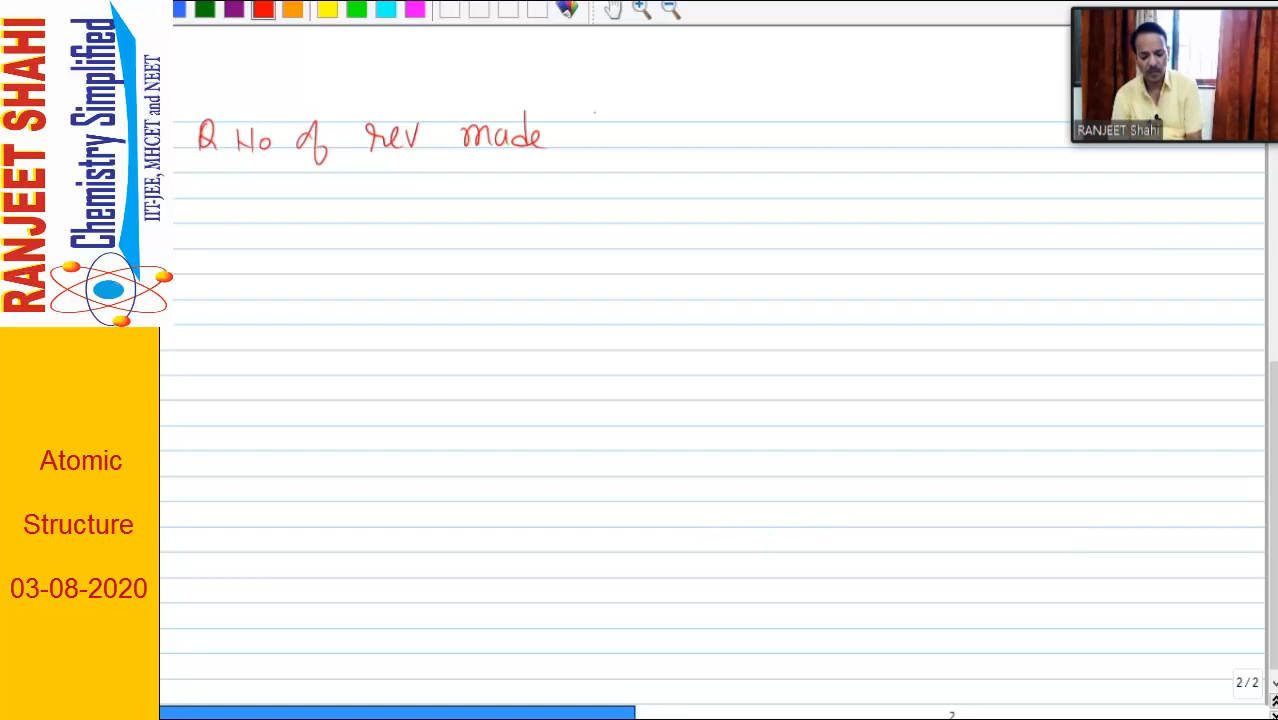 RANJEET SHAHI
Chemistry Simplified
IIT-JEE, MHCET and NEET
RANJEET Shahi
Q No of rev made
Atomic
Structure
03-08-2020
2 / 2
2